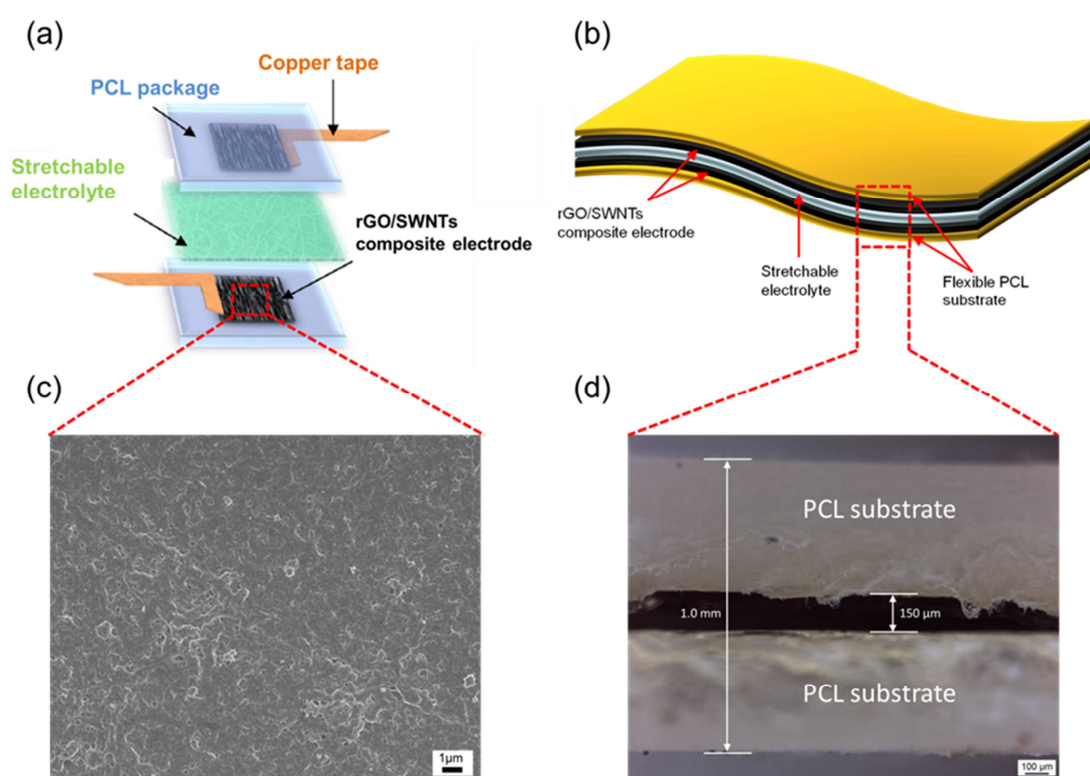 (a)
Copper tape
PCL package
Stretchable
electrolyte
rGO/SWNTs
composite electrode
(b)
rGO/SWNTs
composite electrode
Stretchable
electrolyte
Flexible PCL
substrate
(c)
1μm
(d)
PCL substrate
1.0 mm
150 μm
PCL substrate
100 μm